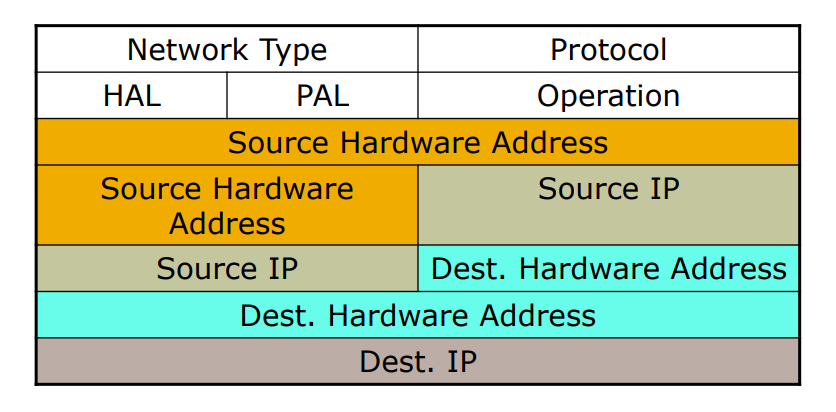 Network Type
Protocol
HAL
PAL
Operation
Source Hardware Address
Source Hardware
Address
Source IP
Source IP
Dest. Hardware Address
Dest. Hardware Address
Dest. IP